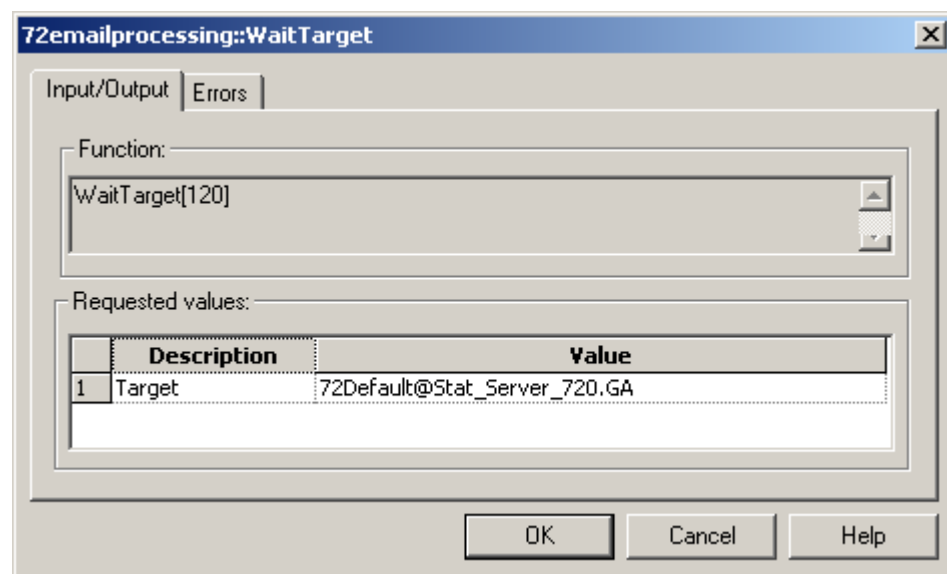 72emailprocessing::WaitTarget
Input/Output Errors
Function:
WaitTarget[120]
Requested values:
Description Value
1 Target 72Default@Stat_Server_720.GA
OK Cancel Help